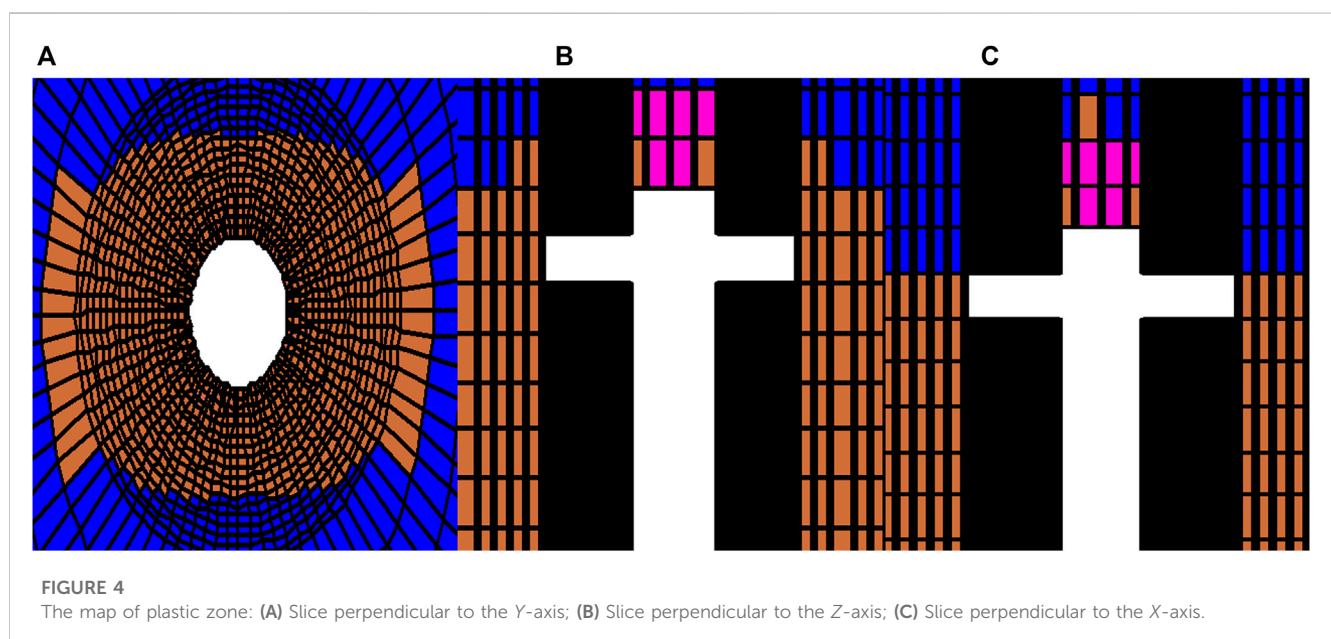 A
B
C
FIGURE 4
The map of plastic zone: (A) Slice perpendicular to the Y-axis; (B) Slice perpendicular to the Z-axis; (C) Slice perpendicular to the X-axis.